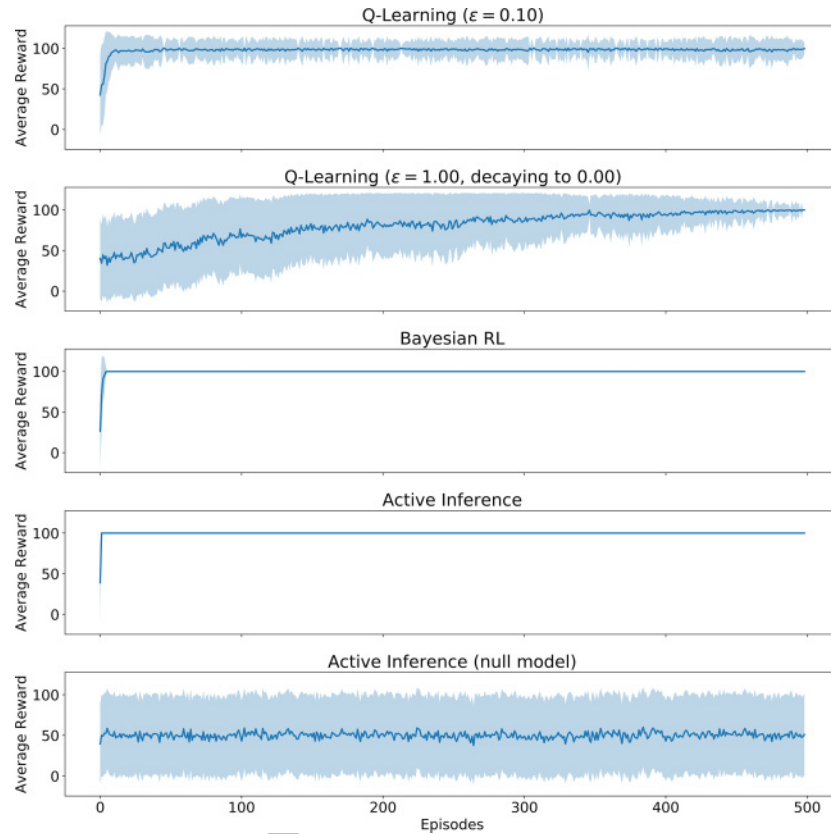 Q-Learning (ε = 0.10)
Average Reward
100
50
0
Q-Learning (ε = 1.00, decaying to 0.00)
Average Reward
100
50
0
Bayesian RL
Average Reward
100
50
0
Active Inference
Average Reward
100
50
0
Active Inference (null model)
Average Reward
100
50
0
0 100 200 300 400 500
Episodes